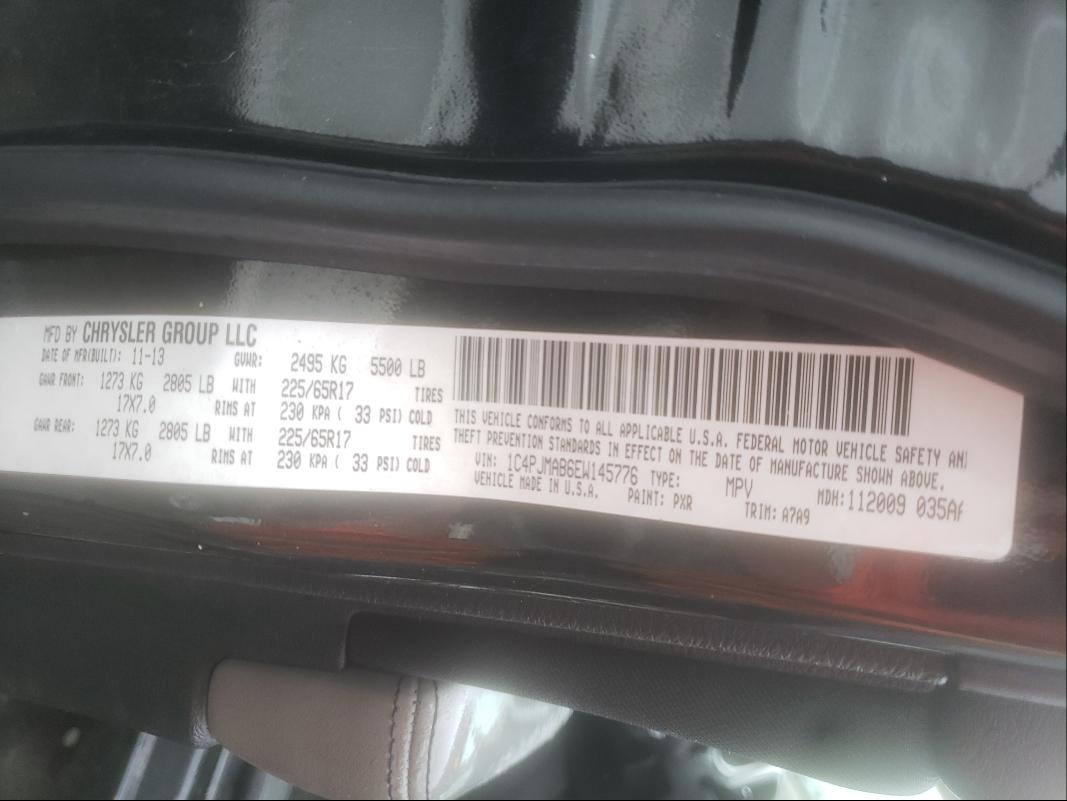 MFD BY CHRYSLER GROUP LLC
DATE OF MFR(BUILT): 11-13 GVWR: 2495 KG 5500 LB
GAWR FRONT: 1273 KG 2805 LB WITH 225/65R17 TIRES
17X7.0 RIMS AT 230 KPA ( 33 PSI) COLD
GAWR REAR: 1273 KG 2805 LB WITH 225/65R17 TIRES
17X7.0 RIMS AT 230 KPA ( 33 PSI) COLD
THIS VEHICLE CONFORMS TO ALL APPLICABLE U.S.A. FEDERAL MOTOR VEHICLE SAFETY AN
THEFT PREVENTION STANDARDS IN EFFECT ON THE DATE OF MANUFACTURE SHOWN ABOVE.
VIN: 1C4PJMAB6EW145776 TYPE: MPV MDH: 112009 035A
VEHICLE MADE IN U.S.A. PAINT: PXR TRIM: A7A9